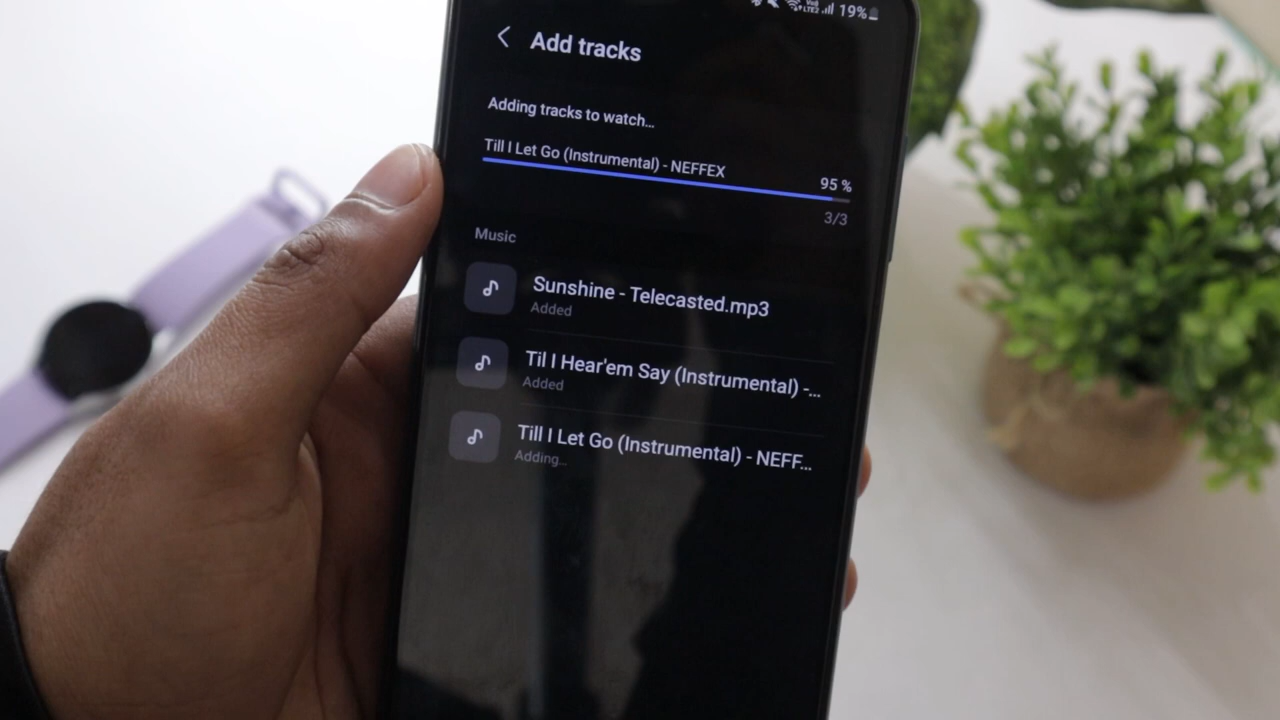 19%
Add tracks
Adding tracks to watch...
Till I Let Go (Instrumental) - NEFFEX
95 %
3/3
Music
Sunshine - Telecasted.mp3
Added
Til I Hear'em Say (Instrumental) -...
Added
Till I Let Go (Instrumental) - NEFF...
Adding...